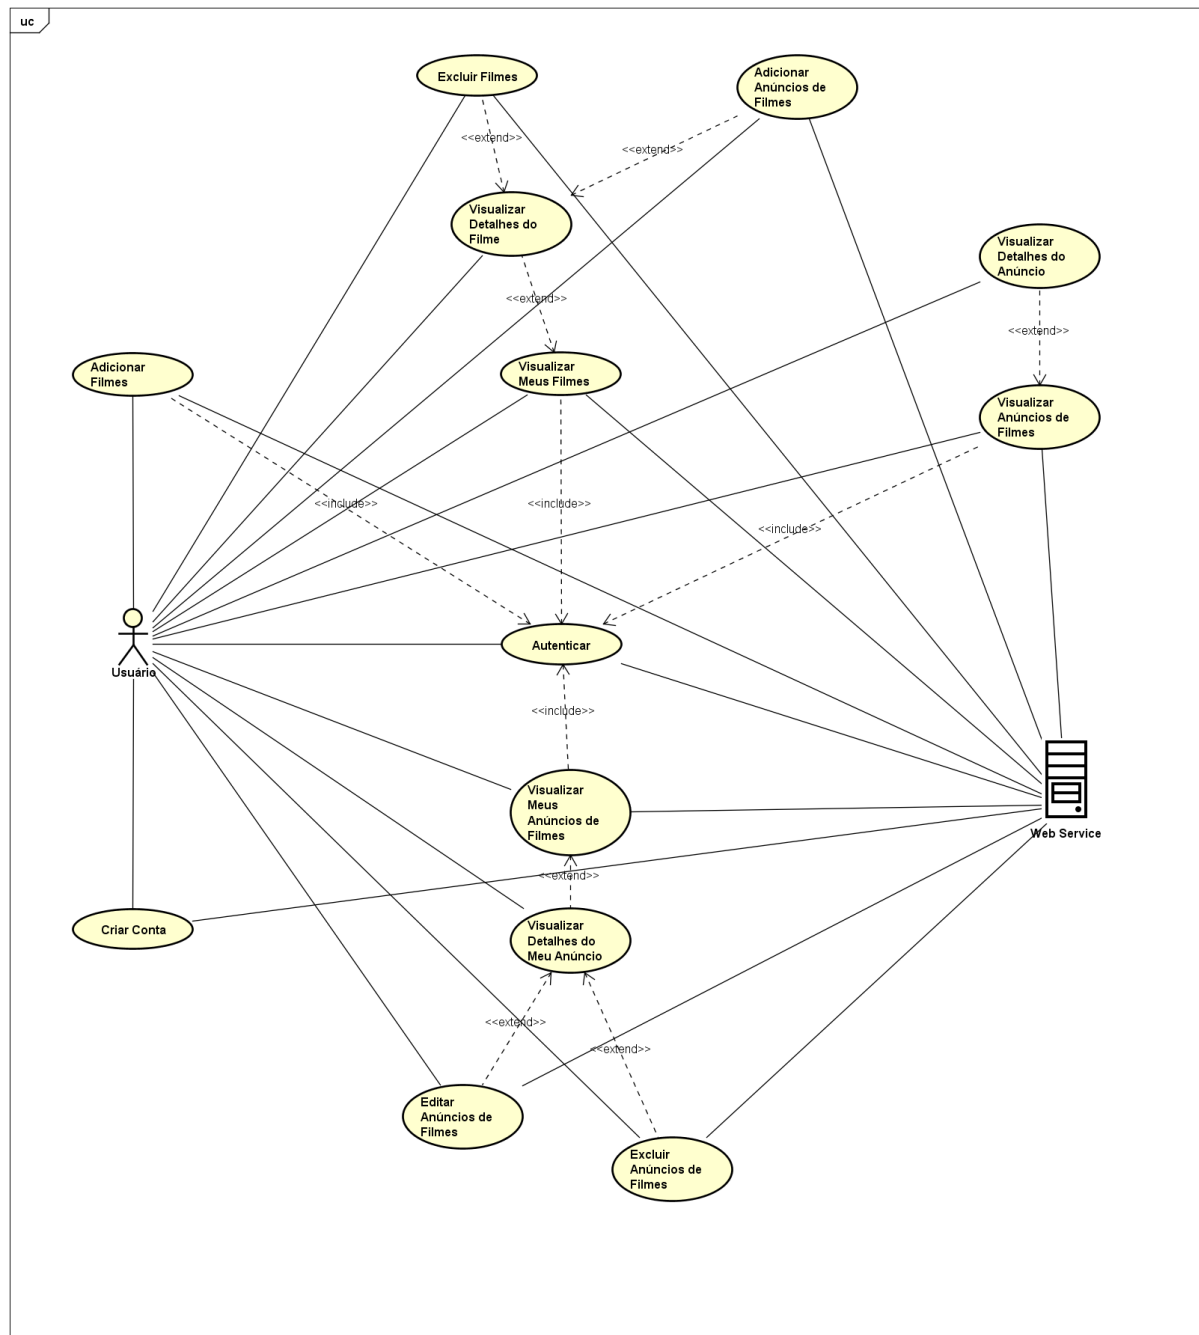 uc
Excluir Filmes
Adicionar
Anúncios de
Filmes
<<extend>>
<<extend>>
Visualizar
Detalhes do
Filme
Visualizar
Detalhes do
Anúncio
<<extend>>
<<extend>>
Adicionar
Filmes
Visualizar
Meus Filmes
Visualizar
Anúncios de
Filmes
<<include>>
<<include>>
<<include>>
Autenticar
Usuário
<<include>>
Visualizar
Meus
Anúncios de
Filmes
Web Service
<<extend>>
Criar Conta
Visualizar
Detalhes do
Meu Anúncio
<<extend>>
<<extend>>
Editar
Anúncios de
Filmes
Excluir
Anúncios de
Filmes